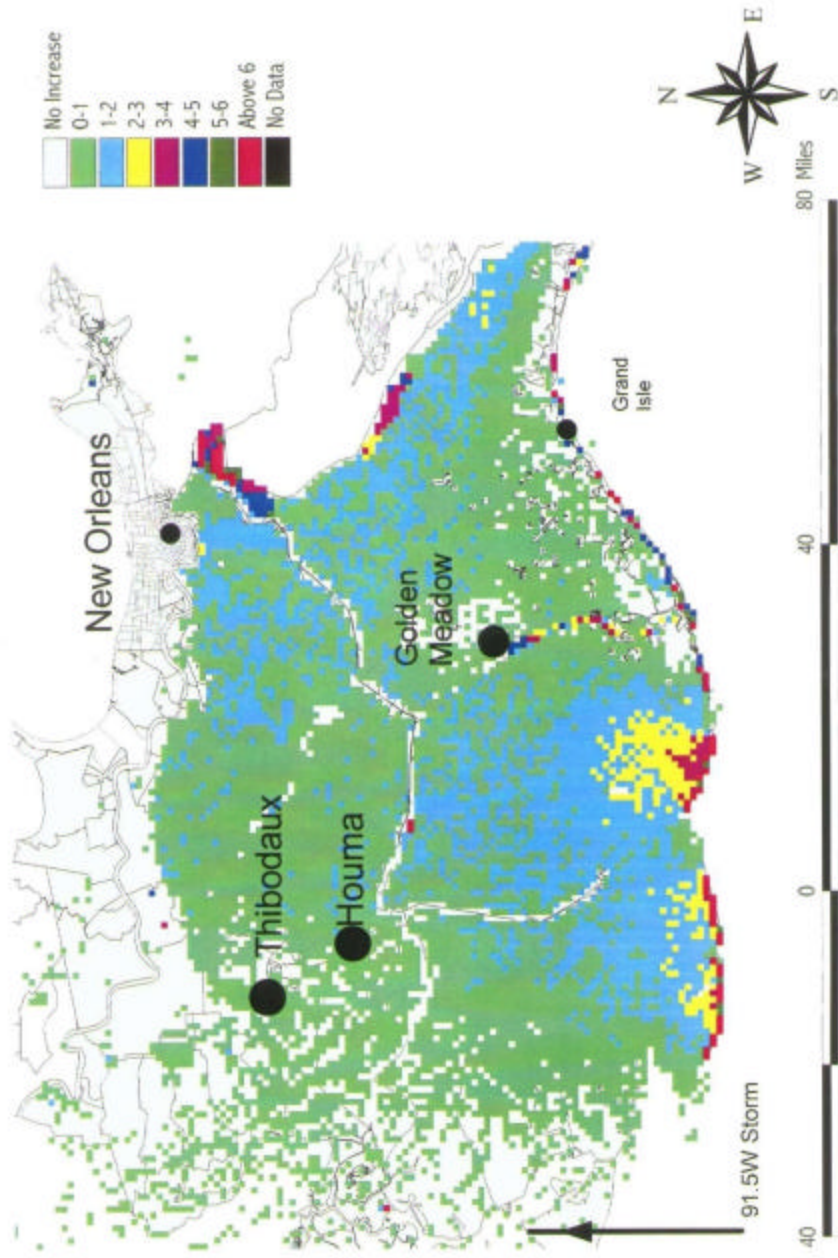 No Increase
0-1
1-2
2-3
3-4
4-5
5-6
Above 6
No Data
New Orleans
Thibodaux
Houma
Golden
Meadow
Grand
Isle
N
W
E
S
91.5W Storm
40
0
40
80 Miles